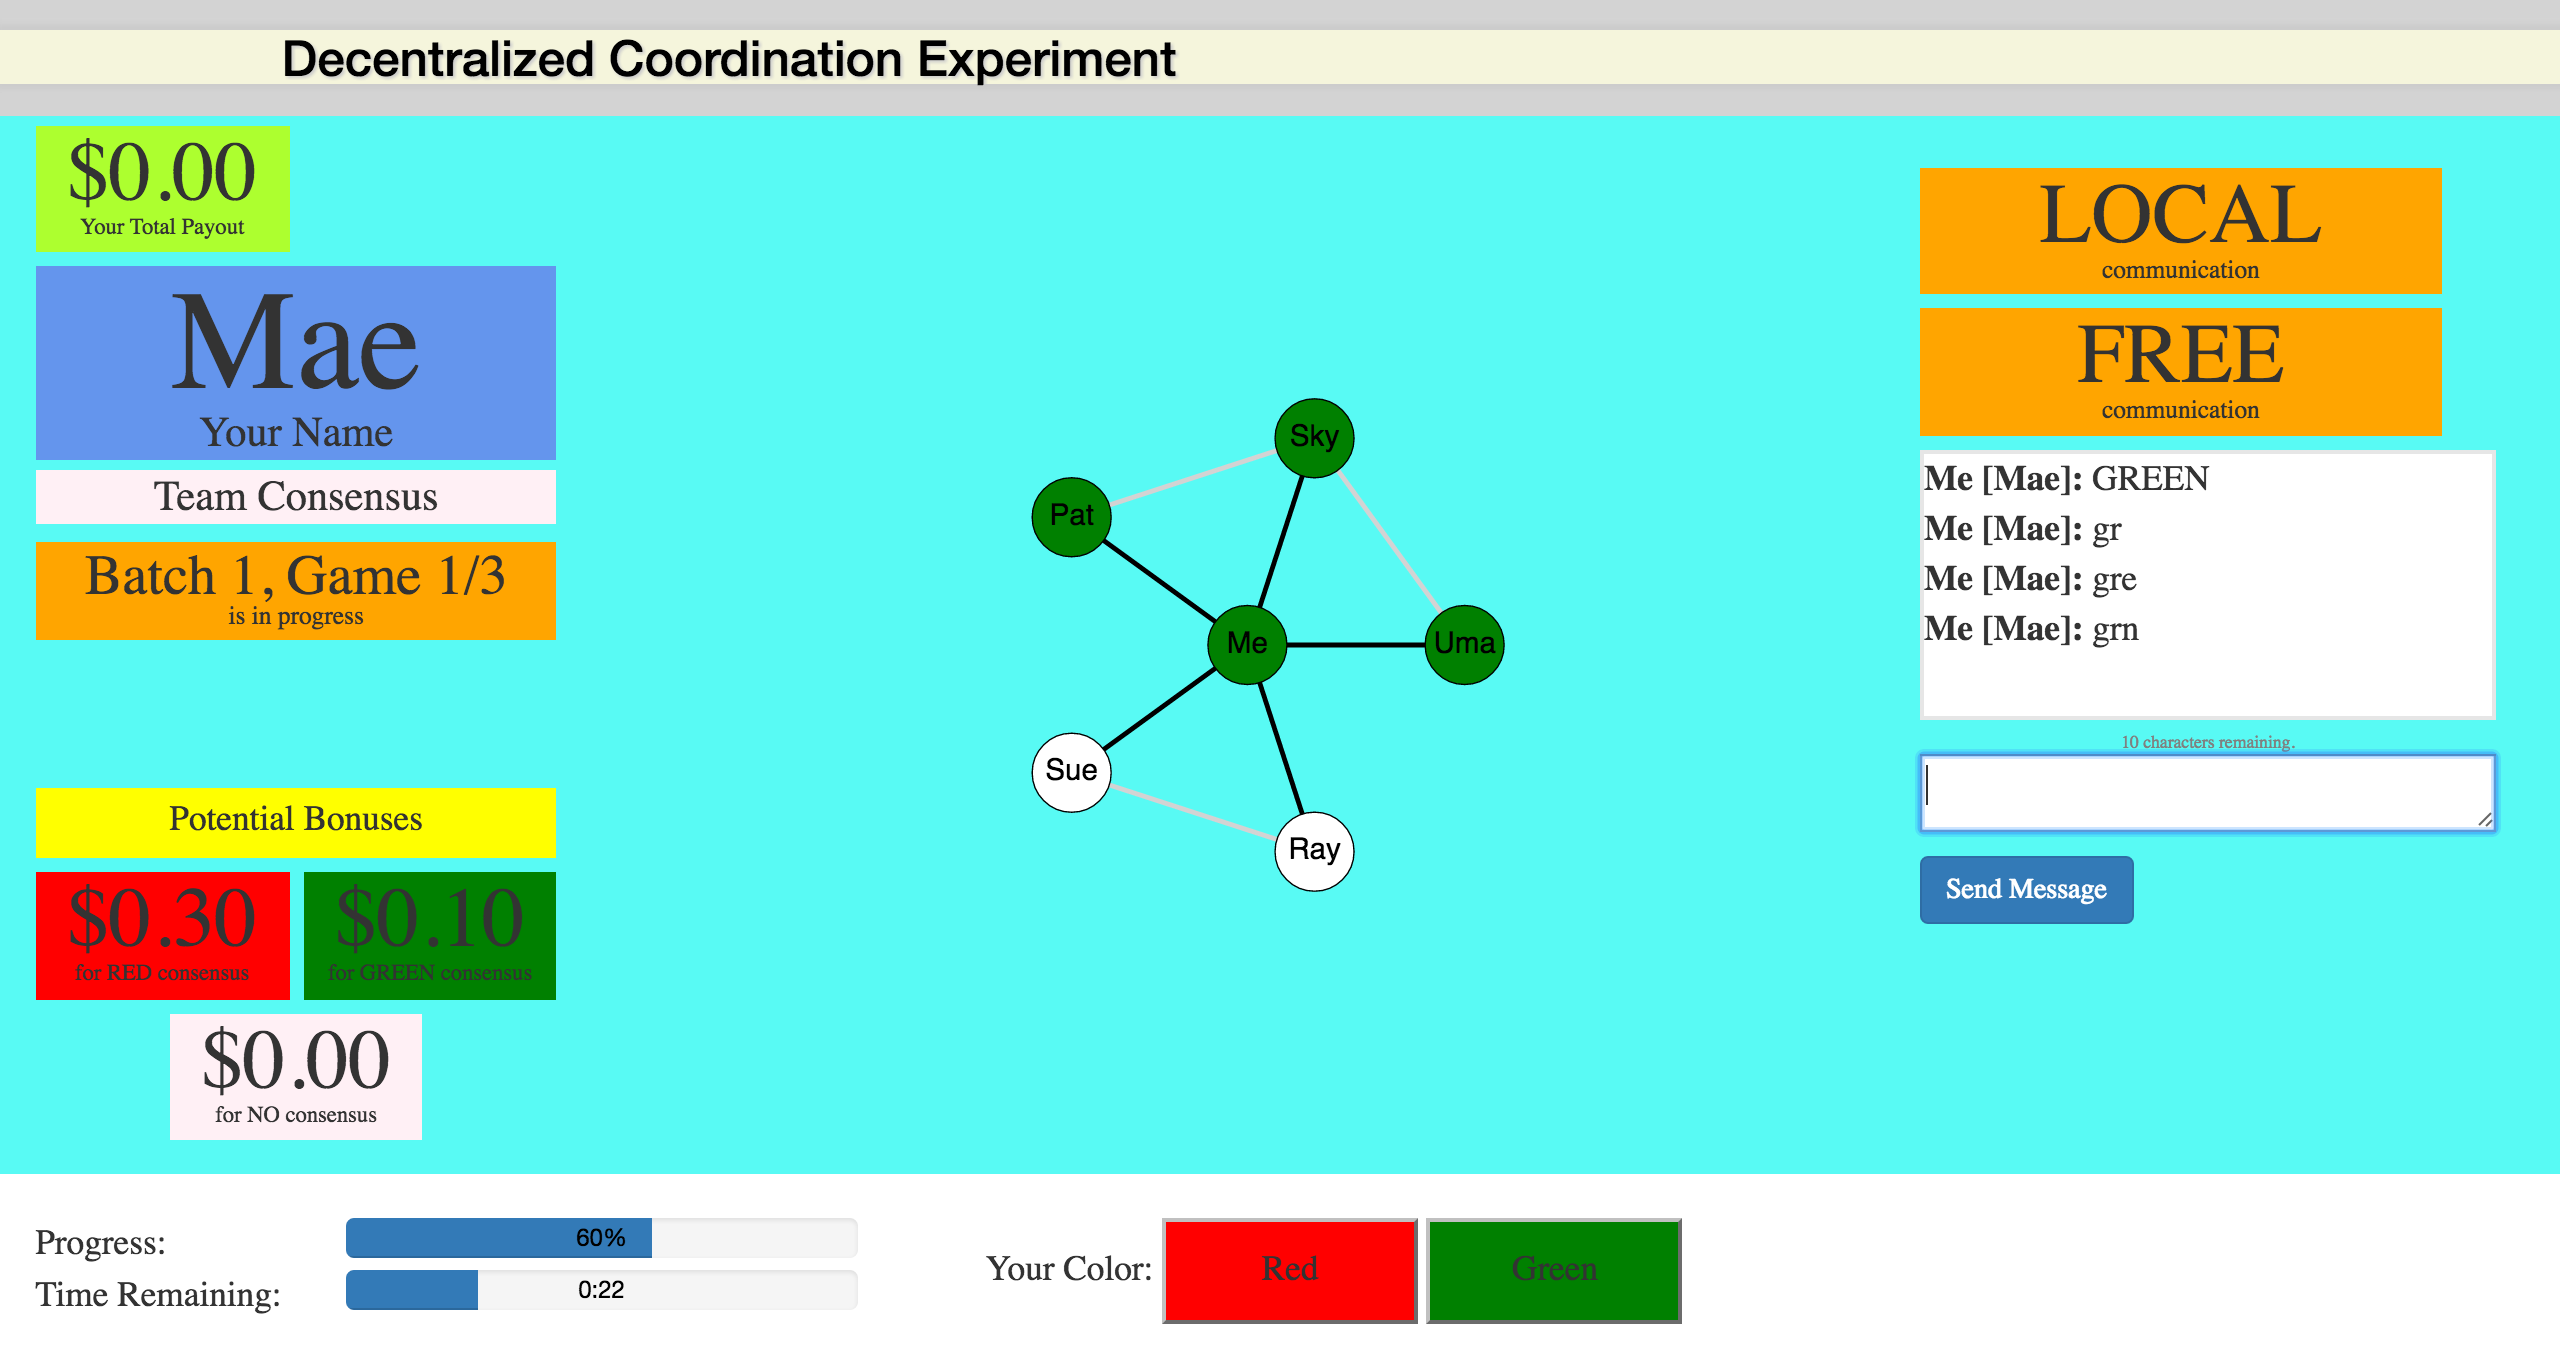 Decentralized Coordination Experiment
$0.00
Your Total Payout
Mae
Your Name
Team Consensus
Batch 1, Game 1/3
is in progress
Potential Bonuses
$0.30
for RED consensus
$0.10
for GREEN consensus
$0.00
for NO consensus
Sky
Pat
Me
Uma
Sue
Ray
LOCAL
communication
FREE
communication
Me [Mae]: GREEN
Me [Mae]: gr
Me [Mae]: gre
Me [Mae]: grn
10 characters remaining.
Send Message
Progress:
60%
Time Remaining:
0:22
Your Color:
Red
Green